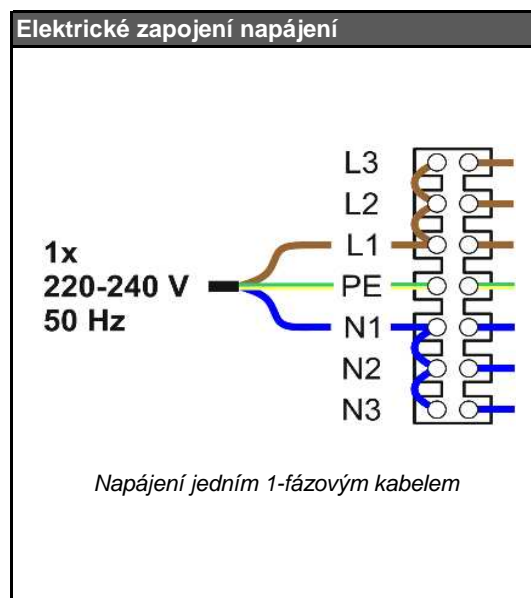 Elektrické zapojení napájení
L3
L2
L1
PE
N1
N2
N3
1x
220-240 V
50 Hz
Napájení jedním 1-fázovým kabelem